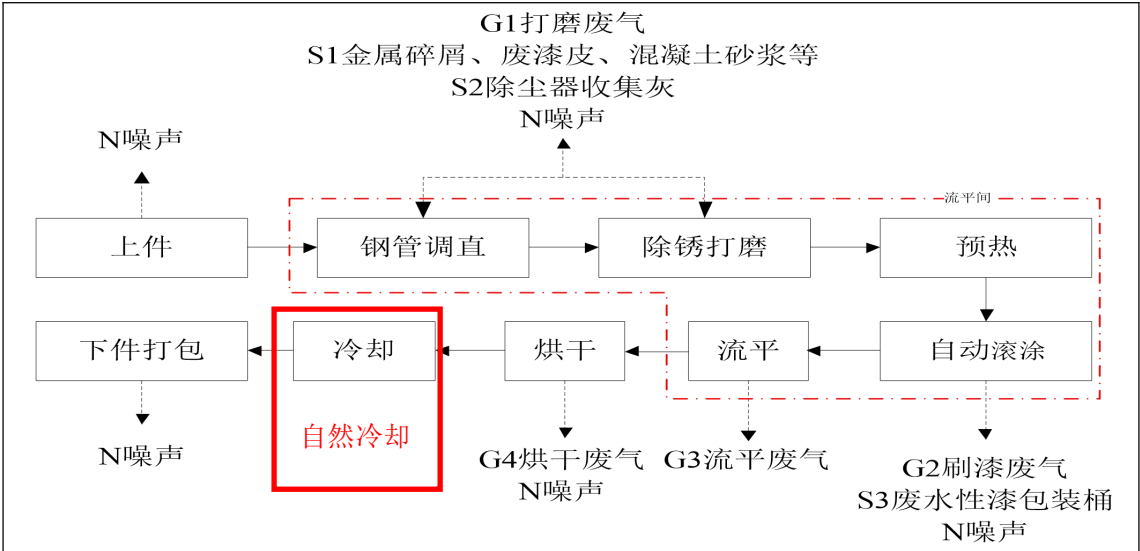 G1打磨废气
S1金属碎屑、废漆皮、混凝土砂浆等
S2除尘器收集灰
N噪声
N噪声
流平间
上件
钢管调直
除锈打磨
预热
下件打包
冷却
烘干
流平
自动滚涂
自然冷却
N噪声
G4烘干废气
N噪声
G3流平废气
G2刷漆废气
S3废水性漆包装桶
N噪声